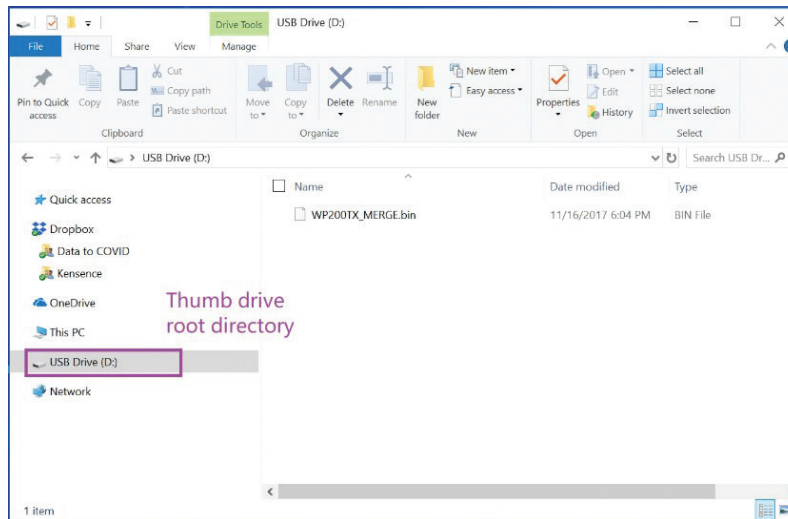 Drive Tools USB Drive (D:)
File Home Share View Manage
Pin to Quick access
Copy
Paste
Cut
Copy path
Paste shortcut
Move to
Copy to
Delete
Rename
New folder
New item
Easy access
Properties
Open
Edit
History
Select all
Select none
Invert selection
Clipboard Organize New Open Select
USB Drive (D:) Search USB Dr...
Name Date modified Type
WP200TX_MERGE.bin 11/16/2017 6:04 PM BIN File
Quick access
Dropbox
Data to COVID
Kensence
OneDrive
This PC
USB Drive (D:)
Network
Thumb drive
root directory
1 item